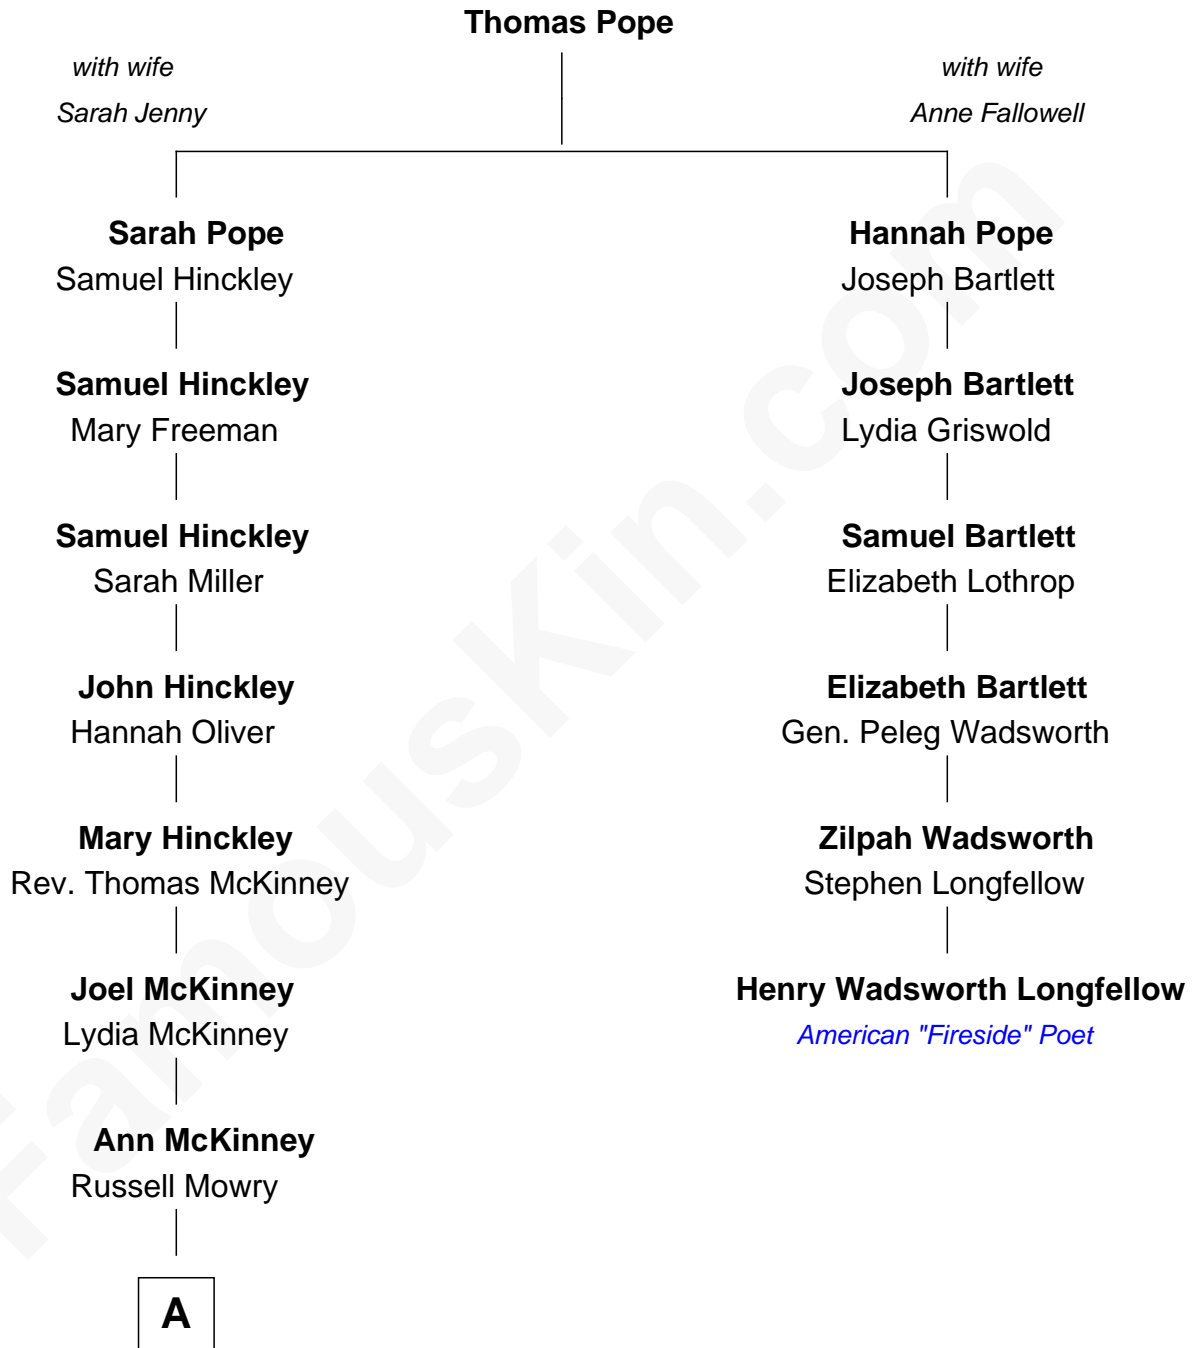 Thomas Pope
with wife
Sarah Jenny
with wife
Anne Fallowell
Sarah Pope
Samuel Hinckley
Hannah Pope
Joseph Bartlett
Samuel Hinckley
Mary Freeman
Joseph Bartlett
Lydia Griswold
Samuel Hinckley
Sarah Miller
Samuel Bartlett
Elizabeth Lothrop
John Hinckley
Hannah Oliver
Elizabeth Bartlett
Gen. Peleg Wadsworth
Mary Hinckley
Rev. Thomas McKinney
Zilpah Wadsworth
Stephen Longfellow
Joel McKinney
Lydia McKinney
Henry Wadsworth Longfellow
American "Fireside" Poet
Ann McKinney
Russell Mowry
A
FamousKin.com